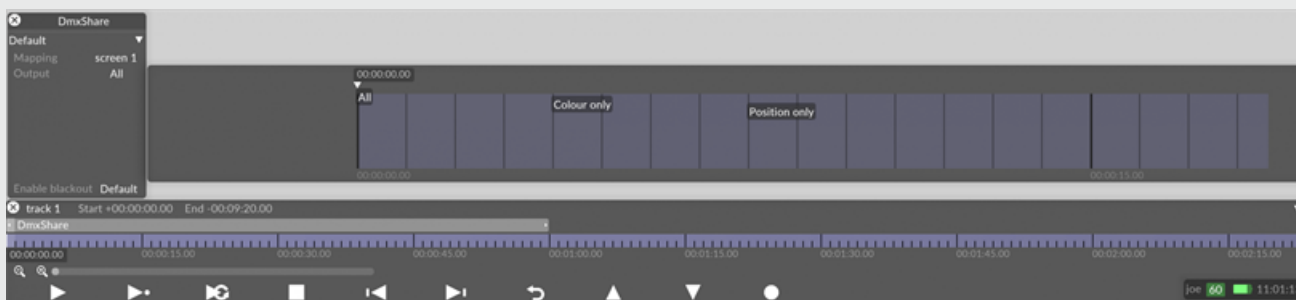 DmxShare
Default
Mapping screen 1
Output All
00:00:00.00
All
Colour only
Position only
00:00:00.00 00:00:15.00
Enable blackout Default
track 1 Start +00:00:00.00 End -00:09:20.00
DmxShare
00:00:00.00 00:00:15.00 00:00:30.00 00:00:45.00 00:01:00.00 00:01:15.00 00:01:30.00 00:01:45.00 00:02:00.00 00:02:15.00
joe 60 11:01:1